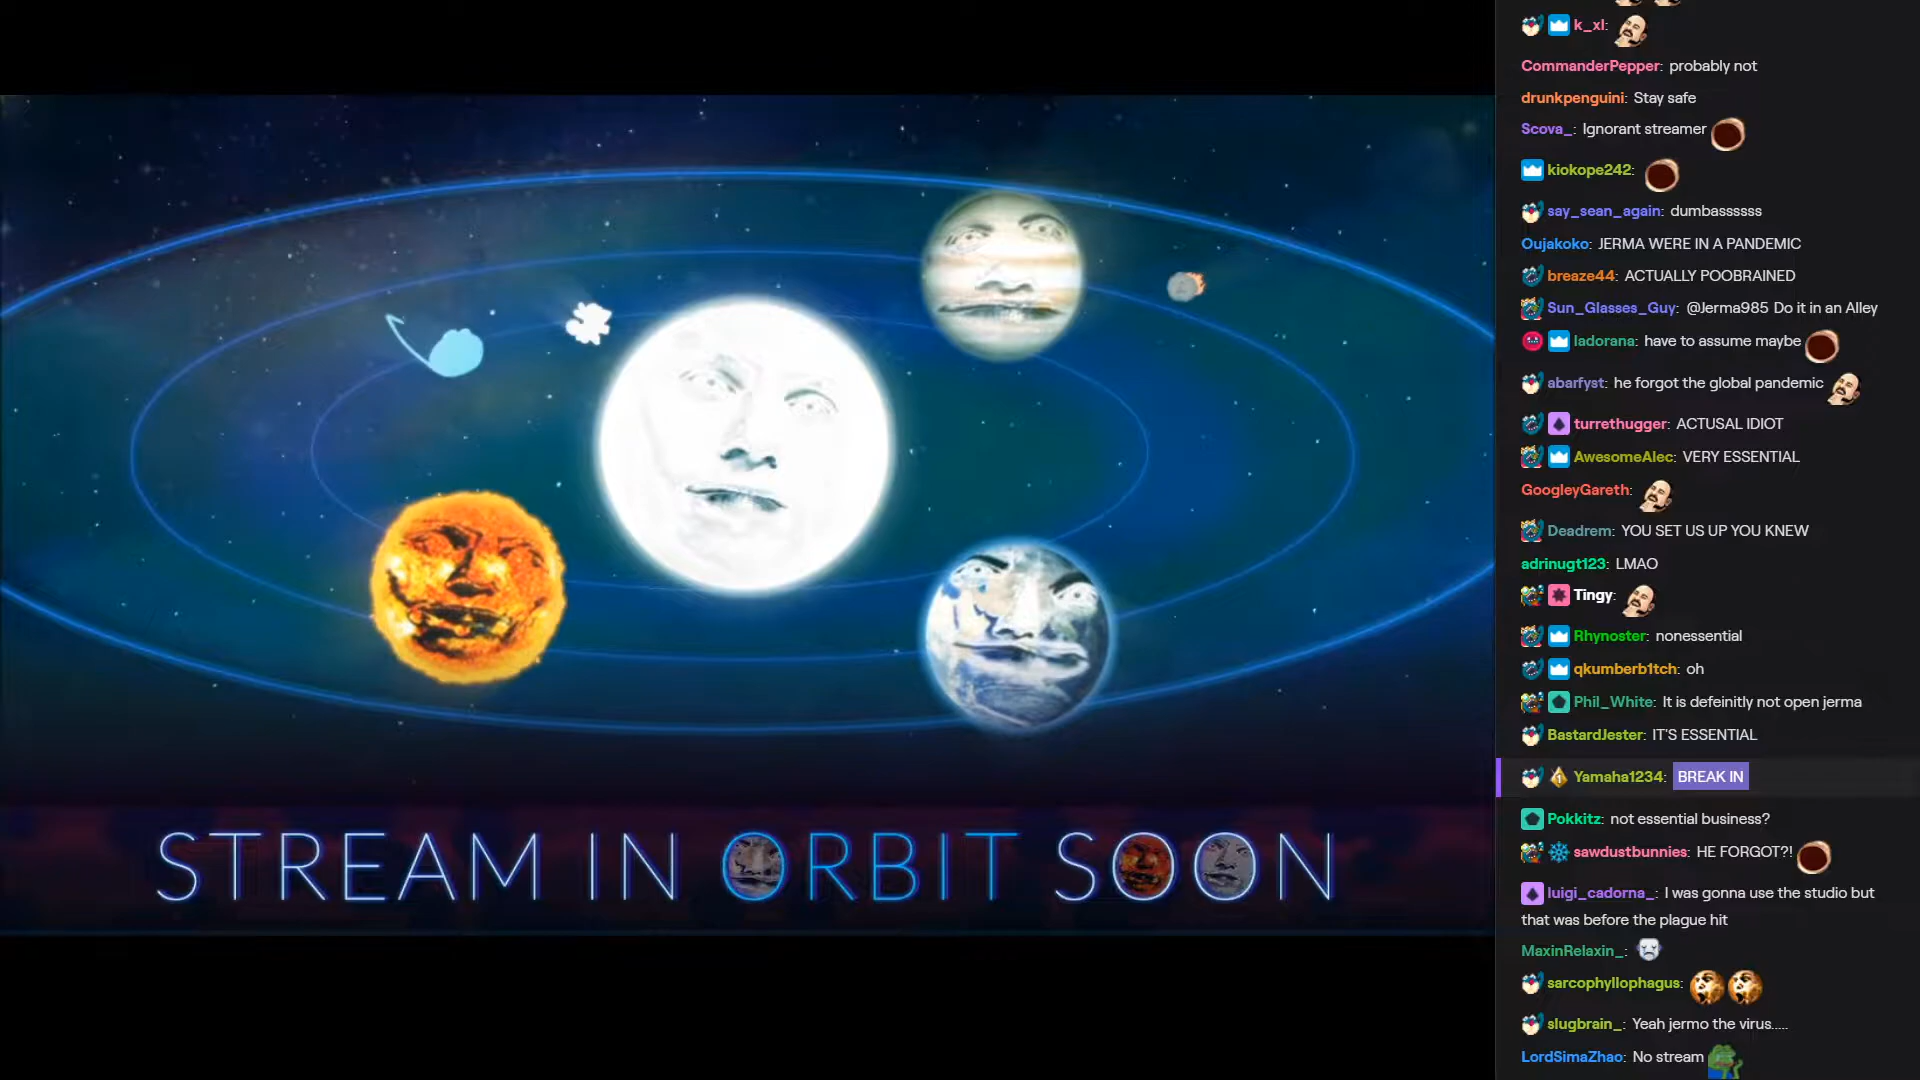 STREAM IN ORBIT SOON
k_xl:
CommanderPepper: probably not
drunkpenguini: Stay safe
Scova_: Ignorant streamer
kiokope242:
say_sean_again: dumbassssss
Oujakoko: JERMA WERE IN A PANDEMIC
breaze44: ACTUALLY POOBRAINED
Sun_Glasses_Guy: @Jerma985 Do it in an Alley
ladorana: have to assume maybe
abarfyst: he forgot the global pandemic
turrethugger: ACTUSAL IDIOT
AwesomeAlec: VERY ESSENTIAL
GoogleyGareth:
Deadrem: YOU SET US UP YOU KNEW
adrinugt123: LMAO
Tingy:
Rhynoster: nonessential
qkumberb1tch: oh
Phil_White: It is defeinitly not open jerma
BastardJester: IT'S ESSENTIAL
Yamaha1234: BREAK IN
Pokkitz: not essential business?
sawdustbunnies: HE FORGOT?!
luigi_cadorna_: I was gonna use the studio but
that was before the plague hit
MaxinRelaxin_:
sarcophyllophagus:
slugbrain_: Yeah jermo the virus.....
LordSimaZhao: No stream